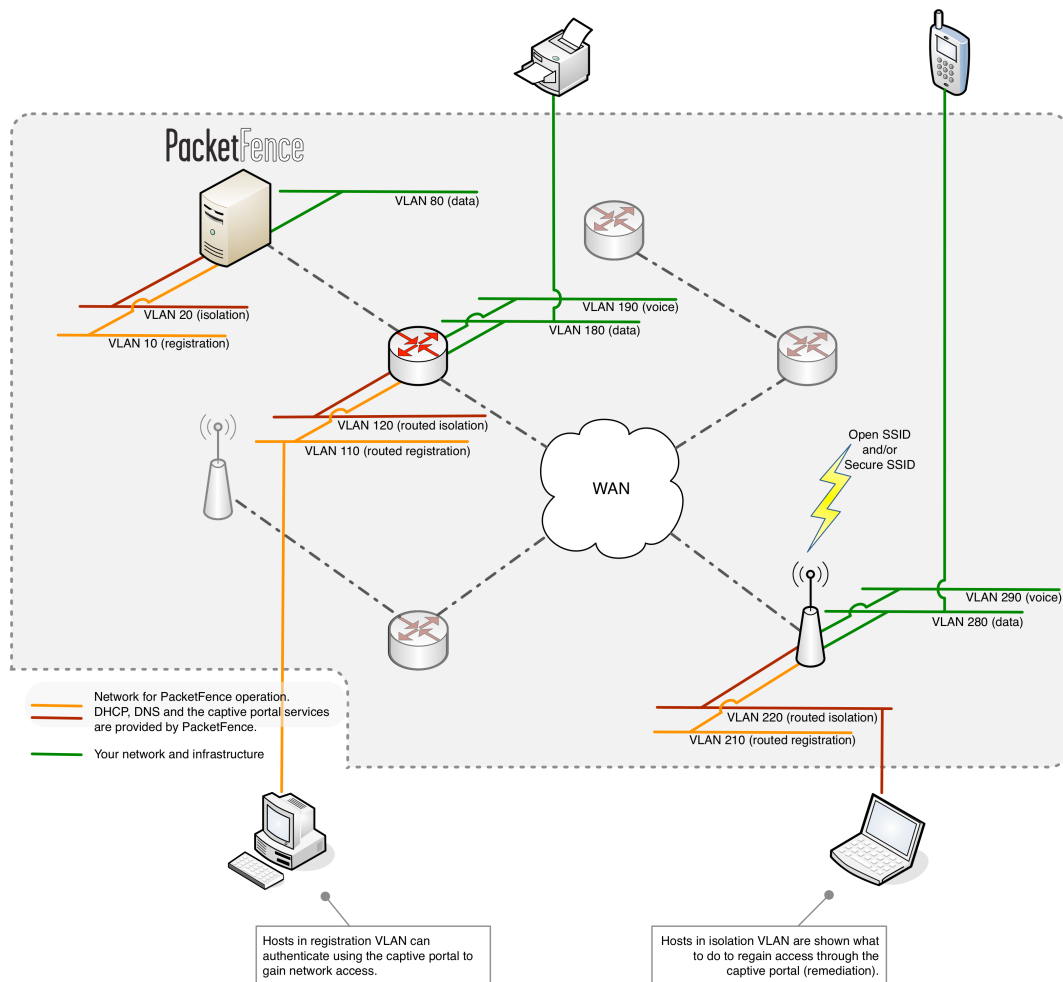 PacketFence
VLAN 80 (data)
VLAN 20 (isolation)
VLAN 10 (registration)
VLAN 190 (voice)
VLAN 180 (data)
VLAN 120 (routed isolation)
VLAN 110 (routed registration)
WAN
Open SSID
and/or
Secure SSID
VLAN 290 (voice)
VLAN 280 (data)
VLAN 220 (routed isolation)
VLAN 210 (routed registration)
Network for PacketFence operation.
DHCP, DNS and the captive portal services
are provided by PacketFence.
Your network and infrastructure
Hosts in registration VLAN can
authenticate using the captive portal to
gain network access.
Hosts in isolation VLAN are shown what
to do to regain access through the
captive portal (remediation).